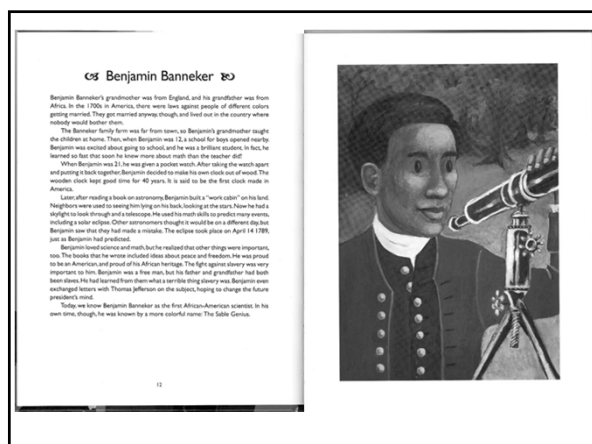 Benjamin Banneker
Benjamin Banneker's grandmother was from England, and his grandfather was from
Africa. In the 1700s in America, there were laws against people of different colors
getting married. They got married anyway, though, and lived out in the country where
nobody would bother them.
The Banneker family farm was far from town, so Benjamin's grandmother taught
the children at home. Then, when Benjamin was 12, a school for boys opened nearby.
Benjamin was excited about going to school, and he was a brilliant student. In fact, he
learned so fast that soon he knew more about math than the teacher did!
When Benjamin was 21, he was given a pocket watch. After taking the watch apart
and putting it back together, Benjamin decided to make his own clock out of wood. The
wooden clock kept good time for 40 years. It is said to be the first clock made in
America.
Later, after reading a book on astronomy, Benjamin built a "work cabin" on his land.
Neighbors were used to seeing him lying on his back, looking at the stars. Now he had a
skylight to look through and a telescope. He used his math skills to predict many events,
including a solar eclipse. Other astronomers thought it would be on a different day, but
Benjamin saw that they had made a mistake. The eclipse took place on April 14 1789,
just as Benjamin had predicted.
Benjamin loved science and math, but he realized that other things were important,
too. The books that he wrote included ideas about peace and freedom. He was proud
to be an American, and proud of his African heritage. The fight against slavery was very
important to him. Benjamin was a free man, but his father and grandfather had both
been slaves. He had learned from them what a terrible thing slavery was. Benjamin even
exchanged letters with Thomas Jefferson on the subject, hoping to change the future
president's mind.
Today, we know Benjamin Banneker as the first African-American scientist. In his
own time, though, he was known by a more colorful name: The Sable Genius.
12